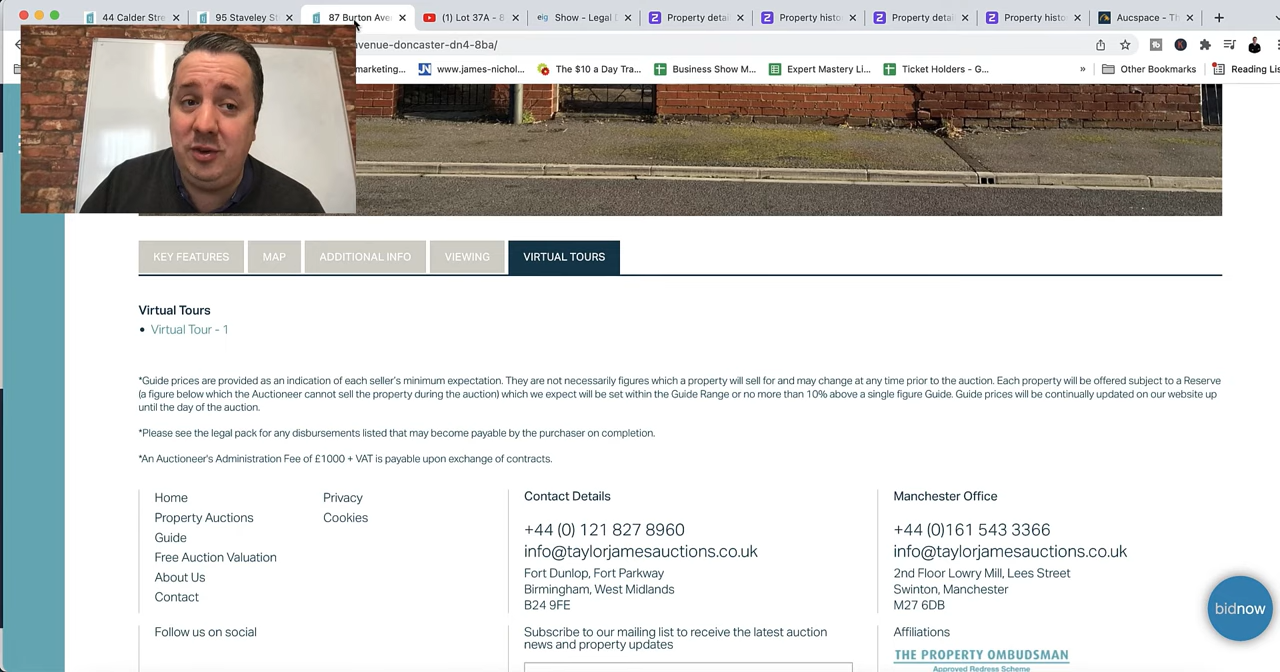 44 Calder Stre
95 Staveley St
87 Burton Ave
(1) Lot 37A - 8
eig Show - Legal D
Property detai
Property histo
Property detai
Property histo
Aucspace - Th
avenue-doncaster-dn4-8ba/
marketing...
www.james-nichol...
The $10 a Day Tra...
Business Show M...
Expert Mastery Li...
Ticket Holders - G...
»
Other Bookmarks
Reading Lis
KEY FEATURES
MAP
ADDITIONAL INFO
VIEWING
VIRTUAL TOURS
Virtual Tours
• Virtual Tour - 1
*Guide prices are provided as an indication of each seller's minimum expectation. They are not necessarily figures which a property will sell for and may change at any time prior to the auction. Each property will be offered subject to a Reserve
(a figure below which the Auctioneer cannot sell the property during the auction) which we expect will be set within the Guide Range or no more than 10% above a single figure Guide. Guide prices will be continually updated on our website up
until the day of the auction.
*Please see the legal pack for any disbursements listed that may become payable by the purchaser on completion.
*An Auctioneer's Administration Fee of £1000 + VAT is payable upon exchange of contracts.
Home
Property Auctions
Guide
Free Auction Valuation
About Us
Contact
Privacy
Cookies
Contact Details
+44 (0) 121 827 8960
info@taylorjamesauctions.co.uk
Fort Dunlop, Fort Parkway
Birmingham, West Midlands
B24 9FE
Manchester Office
+44 (0)161 543 3366
info@taylorjamesauctions.co.uk
2nd Floor Lowry Mill, Lees Street
Swinton, Manchester
M27 6DB
bidnow
Follow us on social
Subscribe to our mailing list to receive the latest auction
news and property updates
Affiliations
THE PROPERTY OMBUDSMAN
Approved Redress Scheme